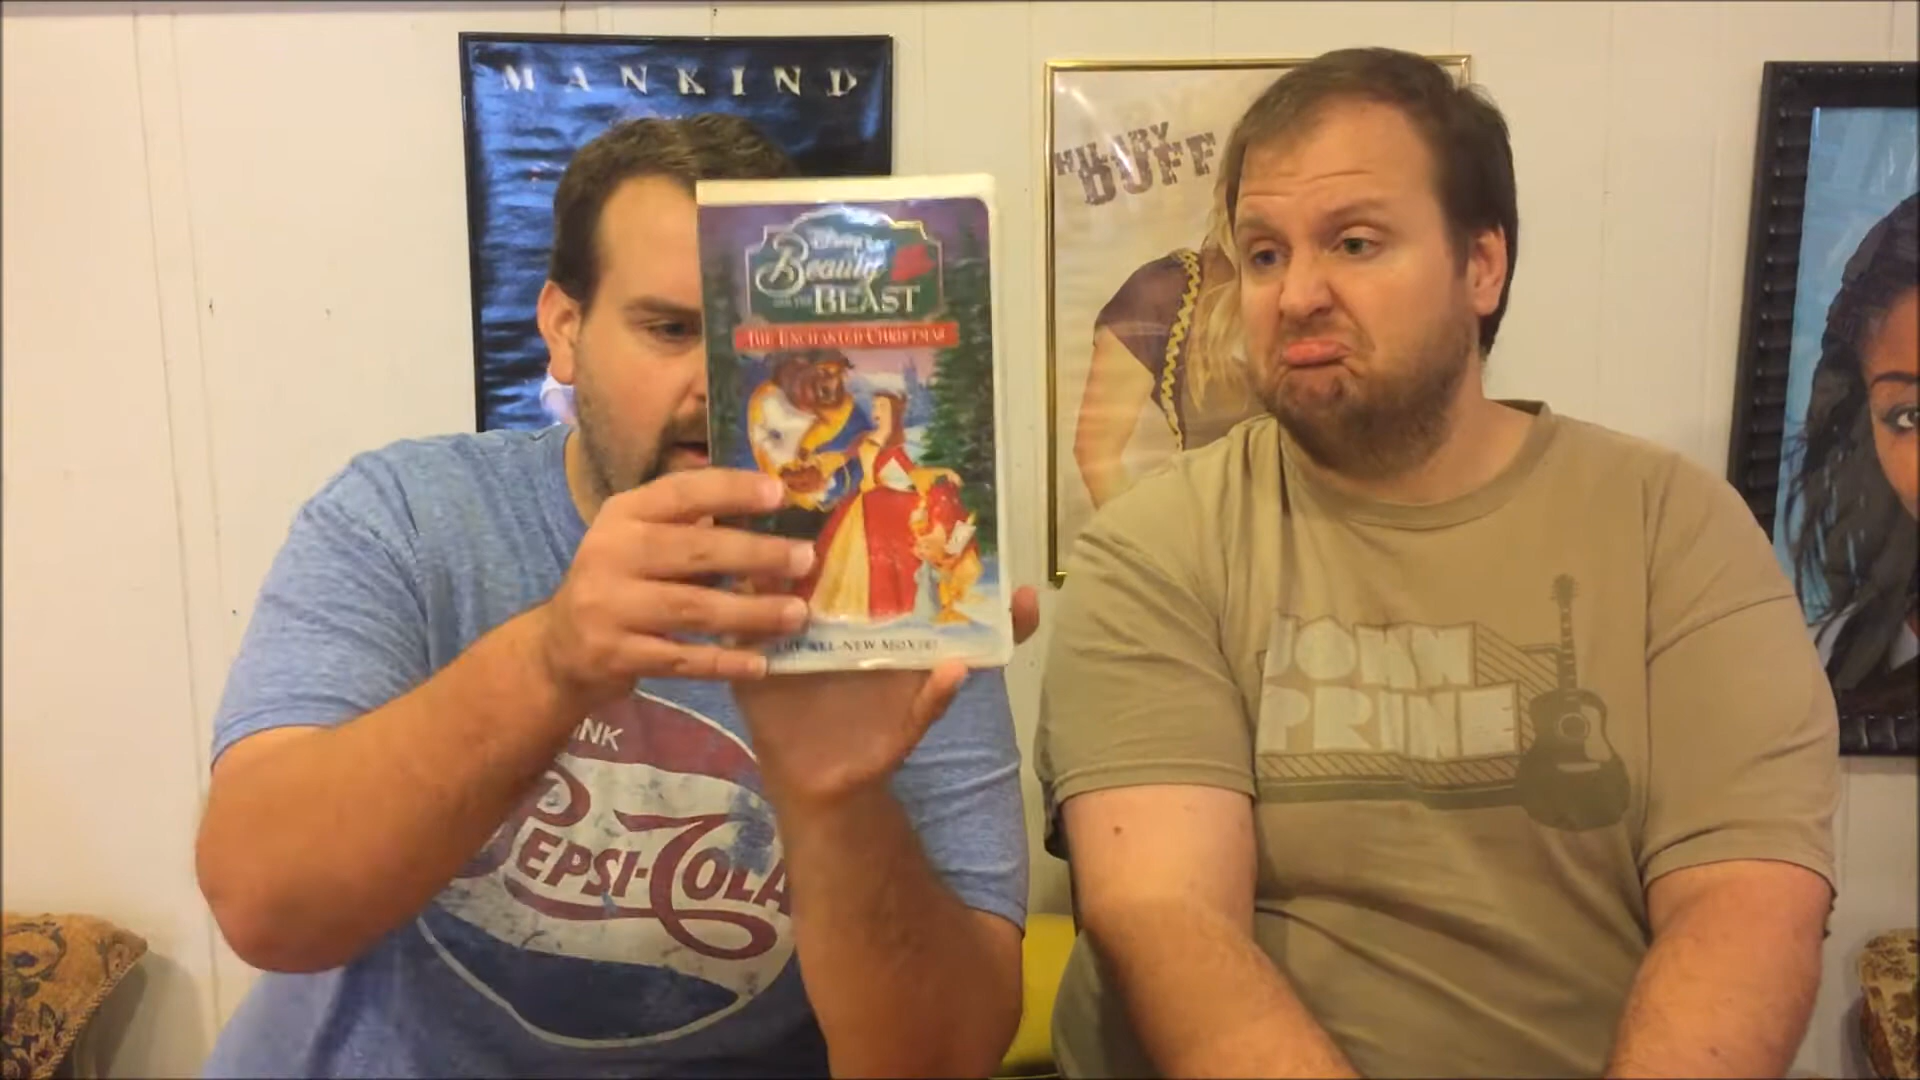 MANKIND
HILARY
DUFF
Disney's
Beauty
AND THE
BEAST
THE ENCHANTED CHRISTMAS
THE ALL-NEW MOVIE!
JOHN
PRINE
PEPSI-COLA